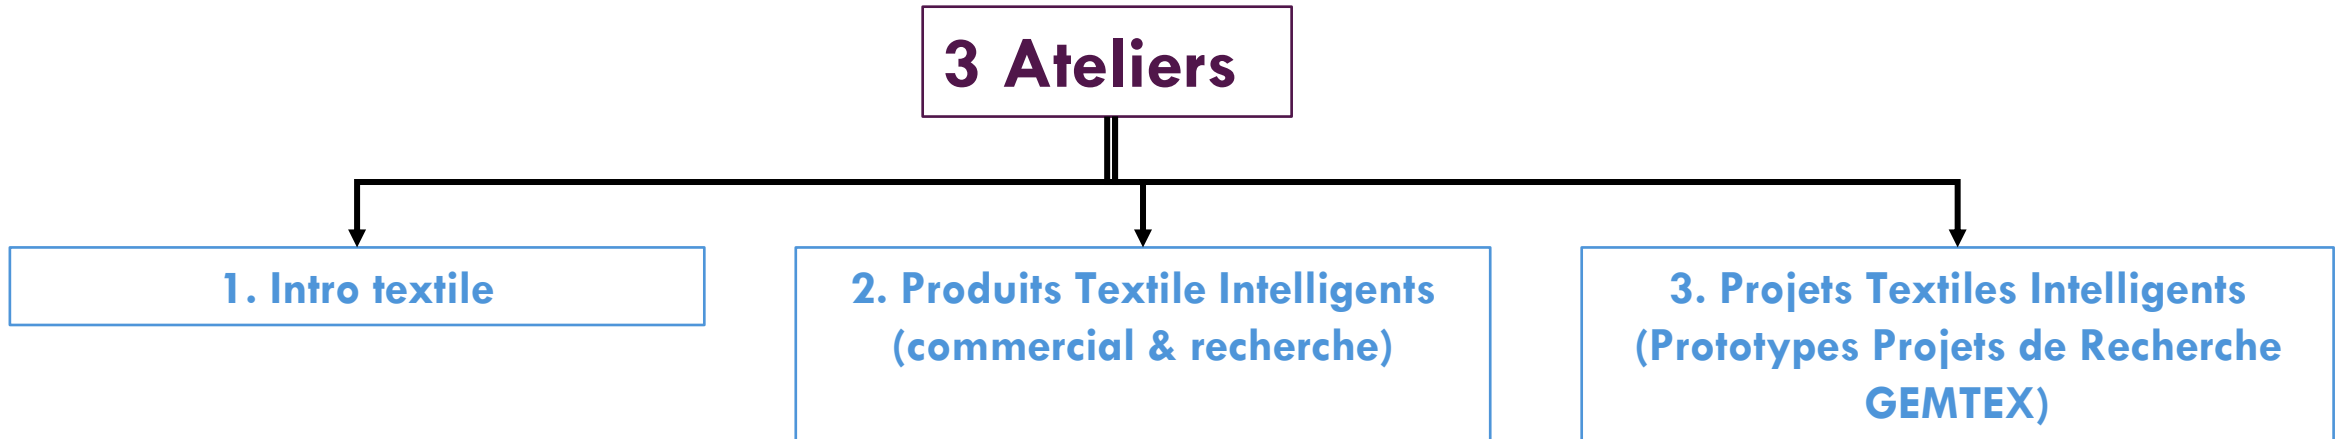 3 Ateliers
1. Intro textile
2. Produits Textile Intelligents
(commercial & recherche)
3. Projets Textiles Intelligents
(Prototypes Projets de Recherche
GEMTEX)